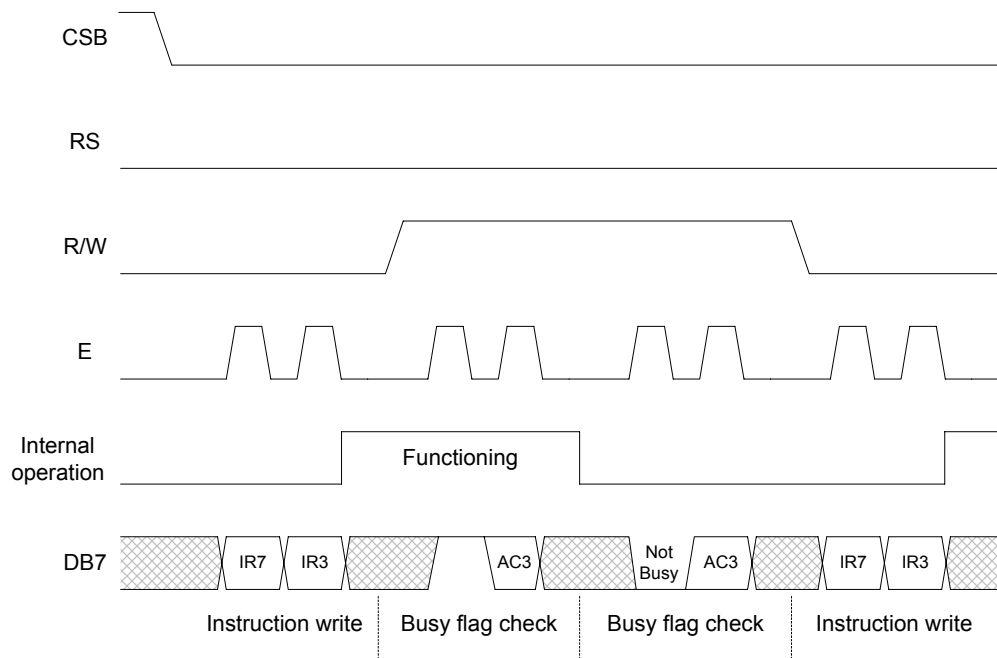 CSB
RS
R/W
E
Internal
operation
Functioning
DB7
IR7
IR3
AC3
Not
Busy
AC3
IR7
IR3
Instruction write
Busy flag check
Busy flag check
Instruction write